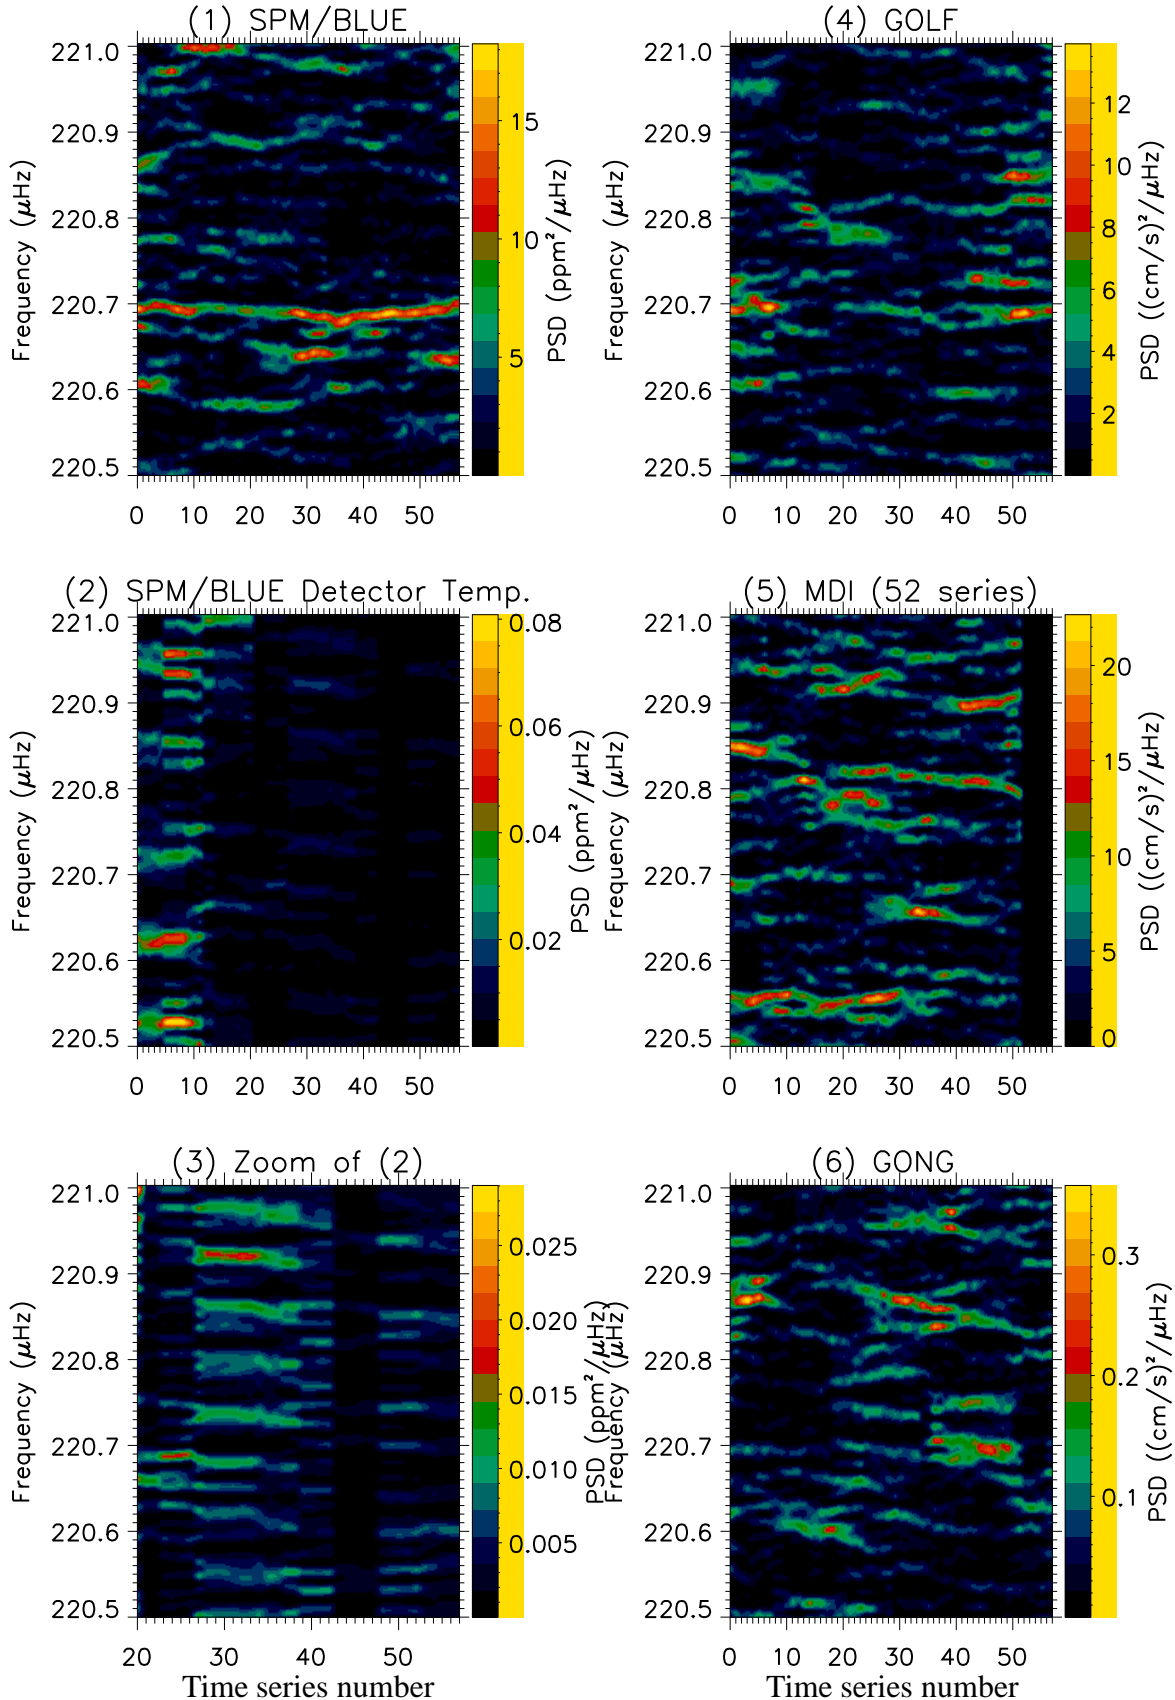 (1) SPM/BLUE
221.0
220.9
220.8
220.7
220.6
220.5
Frequency (μHz)
0 10 20 30 40 50
15
10
5
PSD (ppm²/μHz)
(4) GOLF
221.0
220.9
220.8
220.7
220.6
220.5
Frequency (μHz)
0 10 20 30 40 50
12
10
8
6
4
2
PSD ((cm/s)²/μHz)
(2) SPM/BLUE Detector Temp.
221.0
220.9
220.8
220.7
220.6
220.5
Frequency (μHz)
0 10 20 30 40 50
0.08
0.06
0.04
0.02
PSD (ppm²/μHz)
(5) MDI (52 series)
221.0
220.9
220.8
220.7
220.6
220.5
Frequency (μHz)
0 10 20 30 40 50
20
15
10
5
0
PSD ((cm/s)²/μHz)
(3) Zoom of (2)
221.0
220.9
220.8
220.7
220.6
220.5
Frequency (μHz)
20 30 40 50
Time series number
0.025
0.020
0.015
0.010
0.005
PSD (ppm²/μHz)
(6) GONG
221.0
220.9
220.8
220.7
220.6
220.5
Frequency (μHz)
0 10 20 30 40 50
Time series number
0.3
0.2
0.1
PSD ((cm/s)²/μHz)